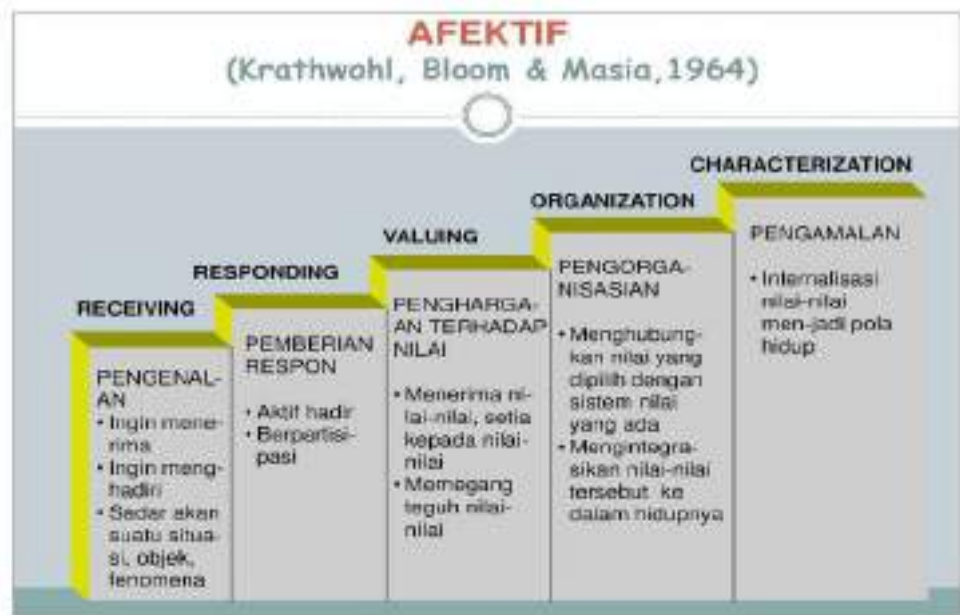 AFEKTIF
(Krathwohl, Bloom & Masia,1964)
RECEIVING
PENGENAL-
AN
• Ingin mene-
rima
• Ingin meng-
hadiri
• Sadar akan
suatu situa-
si, objek,
fenomena
RESPONDING
PEMBERIAN
RESPON
• Aktif hadir
• Berpartisi-
pasi
VALUING
PENGHARGA-
AN TERHADAP
NILAI
• Menerima ni-
lai-nilai, setia
kepada nilai-
nilai
• Memegang
teguh nilai-
nilai
ORGANIZATION
PENGORGA-
NISASIAN
• Menghubung-
kan nilai yang
dipilih dengan
sistem nilai
yang ada
• Mengintegra-
sikan nilai-nilai
tersebut ke
dalam hidupnya
CHARACTERIZATION
PENGAMALAN
• Internalisasi
nilai-nilai
men-jadi pola
hidup